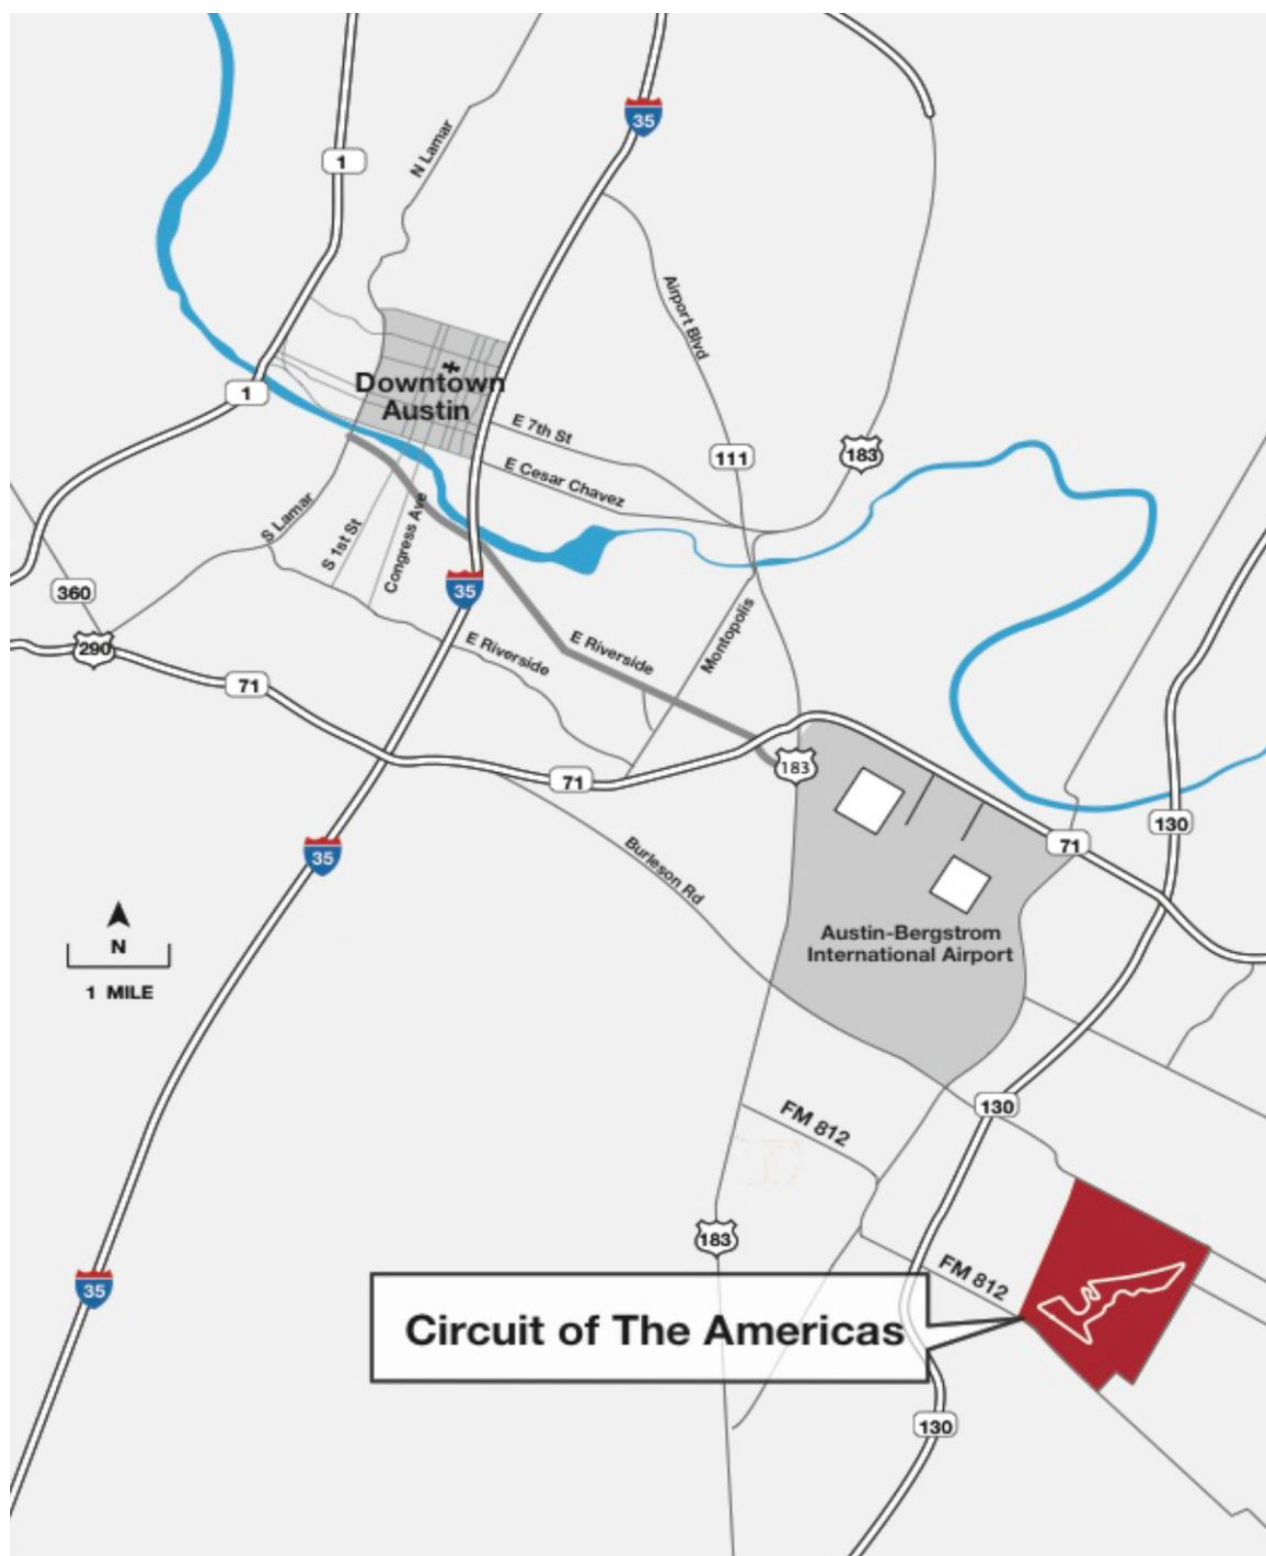 35
1
N Lamar
Airport Blvd
Downtown
Austin
1
E 7th St
111
183
E Cesar Chavez
S Lamar
S 1st St
Congress Ave
35
360
290
E Riverside
E Riverside
Montopolis
71
71
183
130
71
35
Burleson Rd
N
1 MILE
Austin-Bergstrom
International Airport
130
FM 812
183
FM 812
35
Circuit of The Americas
130